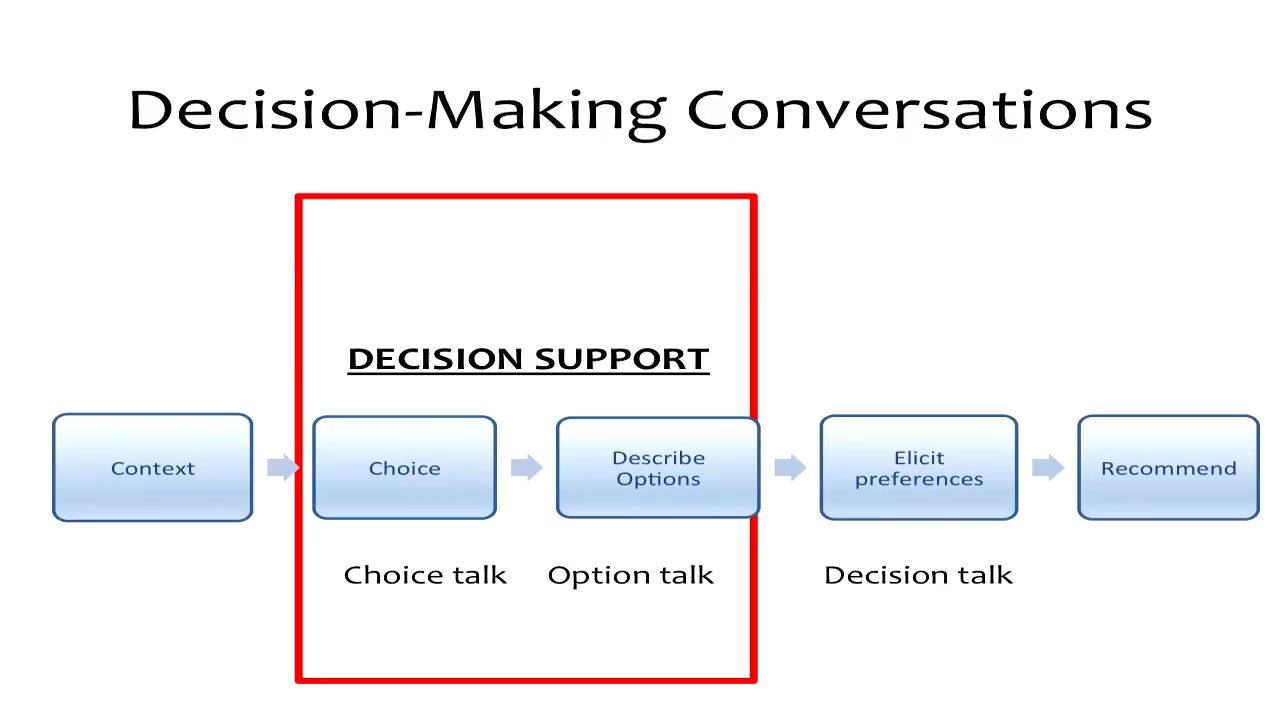 Decision-Making Conversations
DECISION SUPPORT
Context
Choice
Describe
Options
Elicit
preferences
Recommend
Choice talk
Option talk
Decision talk